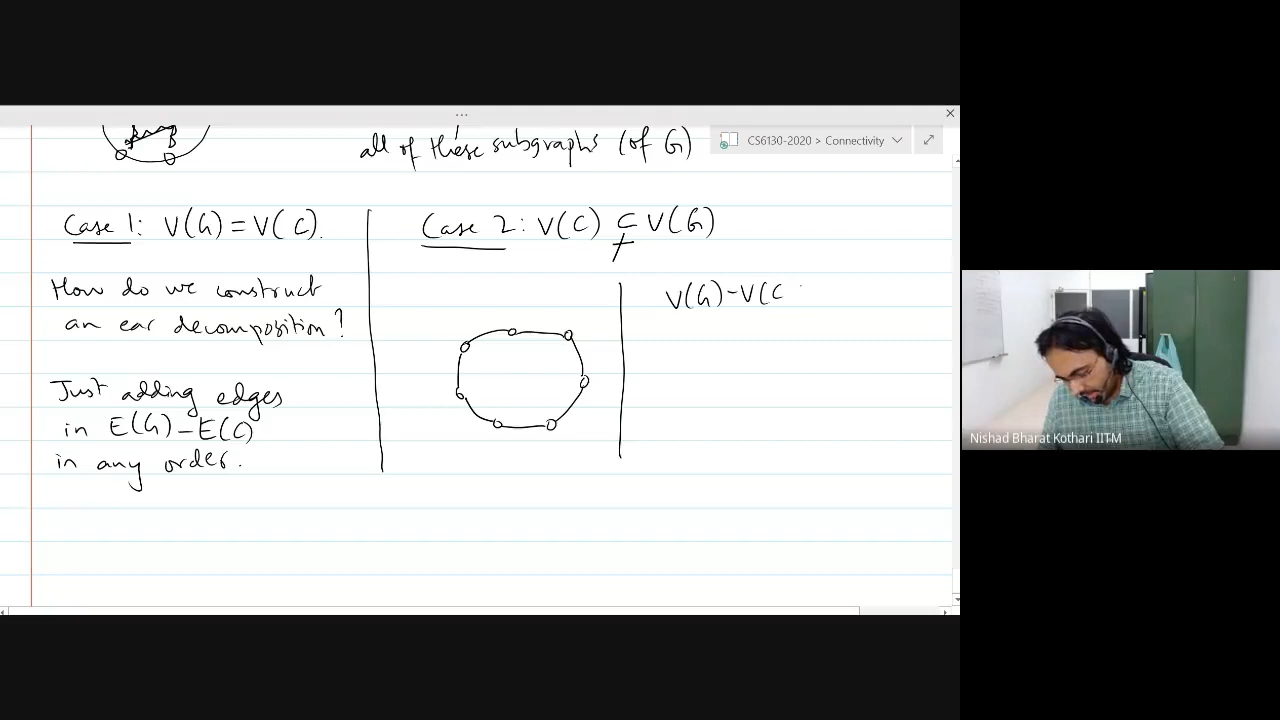 all of these subgraphs (of G)
CS6130-2020 > Connectivity
Case 1: V(G) = V(C).
How do we construct
an ear decomposition?
Just adding edges
in E(G) - E(C)
in any order.
Case 2: V(C) ⊊ V(G)
V(G) - V(C
Nishad Bharat Kothari IITM